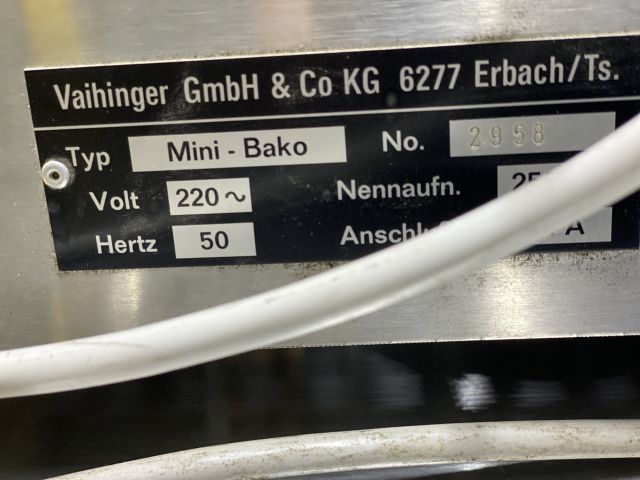 Vaihinger GmbH & Co KG 6277 Erbach/Ts.
Typ Mini - Bako No. 2958
Volt 220~ Nennaufn.
Hertz 50 A